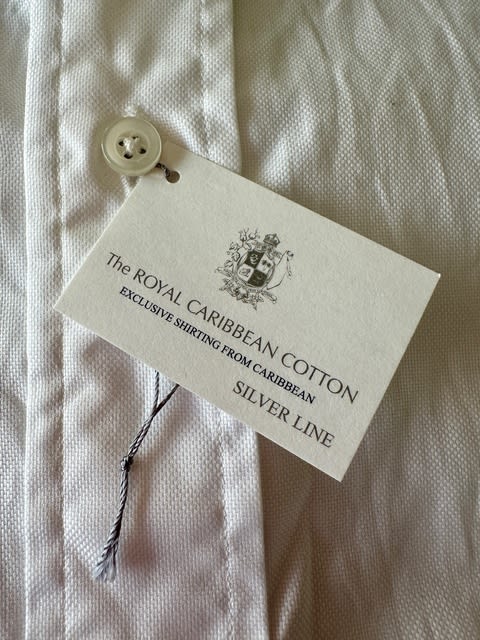 The ROYAL CARIBBEAN COTTON
EXCLUSIVE SHIRTING FROM CARIBBEAN
SILVER LINE